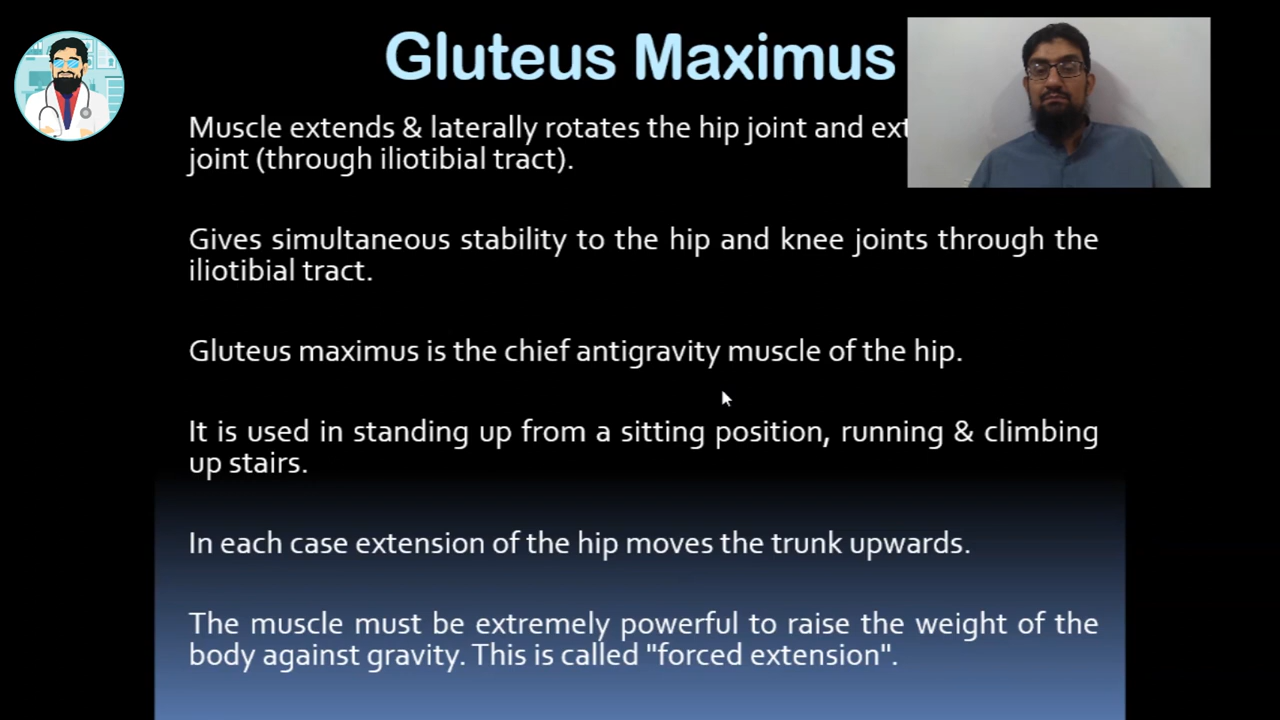 Gluteus Maximus
Muscle extends & laterally rotates the hip joint and
joint (through iliotibial tract).
Gives simultaneous stability to the hip and knee joints through the
iliotibial tract.
Gluteus maximus is the chief antigravity muscle of the hip.
It is used in standing up from a sitting position, running & climbing
up stairs.
In each case extension of the hip moves the trunk upwards.
The muscle must be extremely powerful to raise the weight of the
body against gravity. This is called "forced extension".